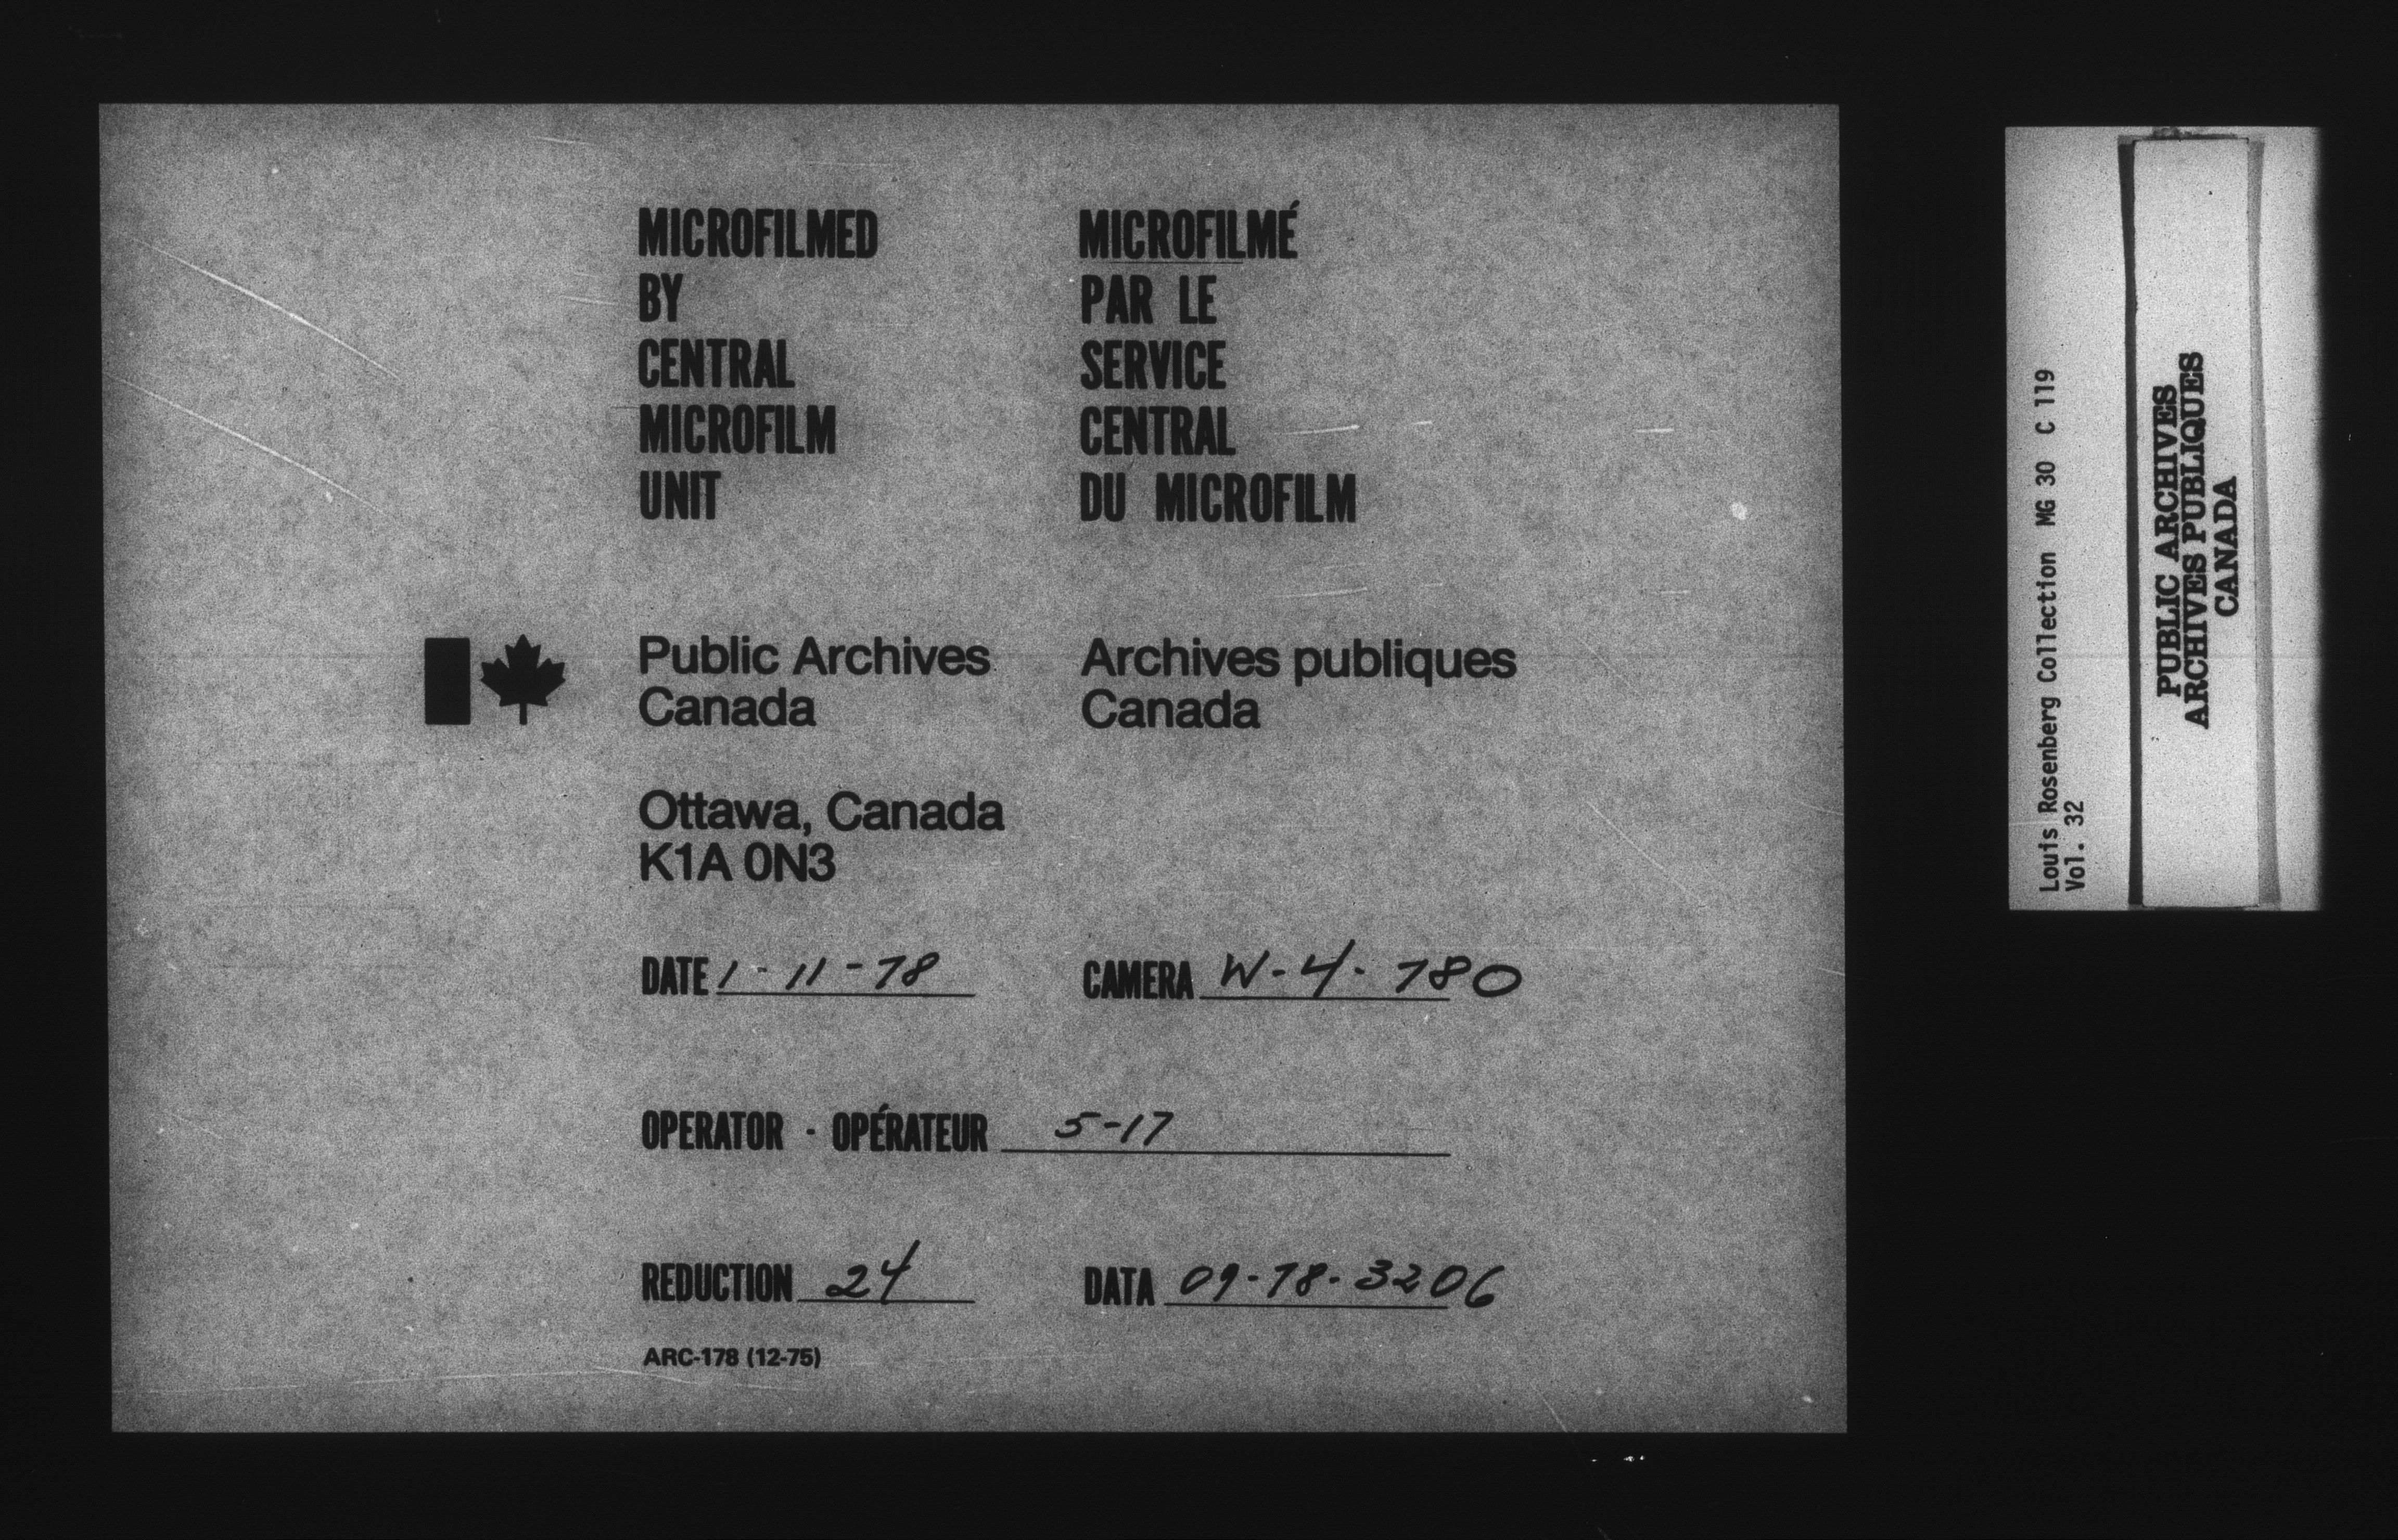 MICROFILMED
BY
CENTRAL
MICROFILM
UNIT
MICROFILMÉ
PAR LE
SERVICE
CENTRAL
DU MICROFILM
Public Archives
Canada
Archives publiques
Canada
Ottawa, Canada
K1A 0N3
DATE 1-11-78
CAMERA W-4-780
OPERATOR - OPÉRATEUR 5-17
REDUCTION 24
DATA 09-78-3206
ARC-178 (12-75)
Louis Rosenberg Collection MG 30 C 119
Vol. 32
PUBLIC ARCHIVES
ARCHIVES PUBLIQUES
CANADA